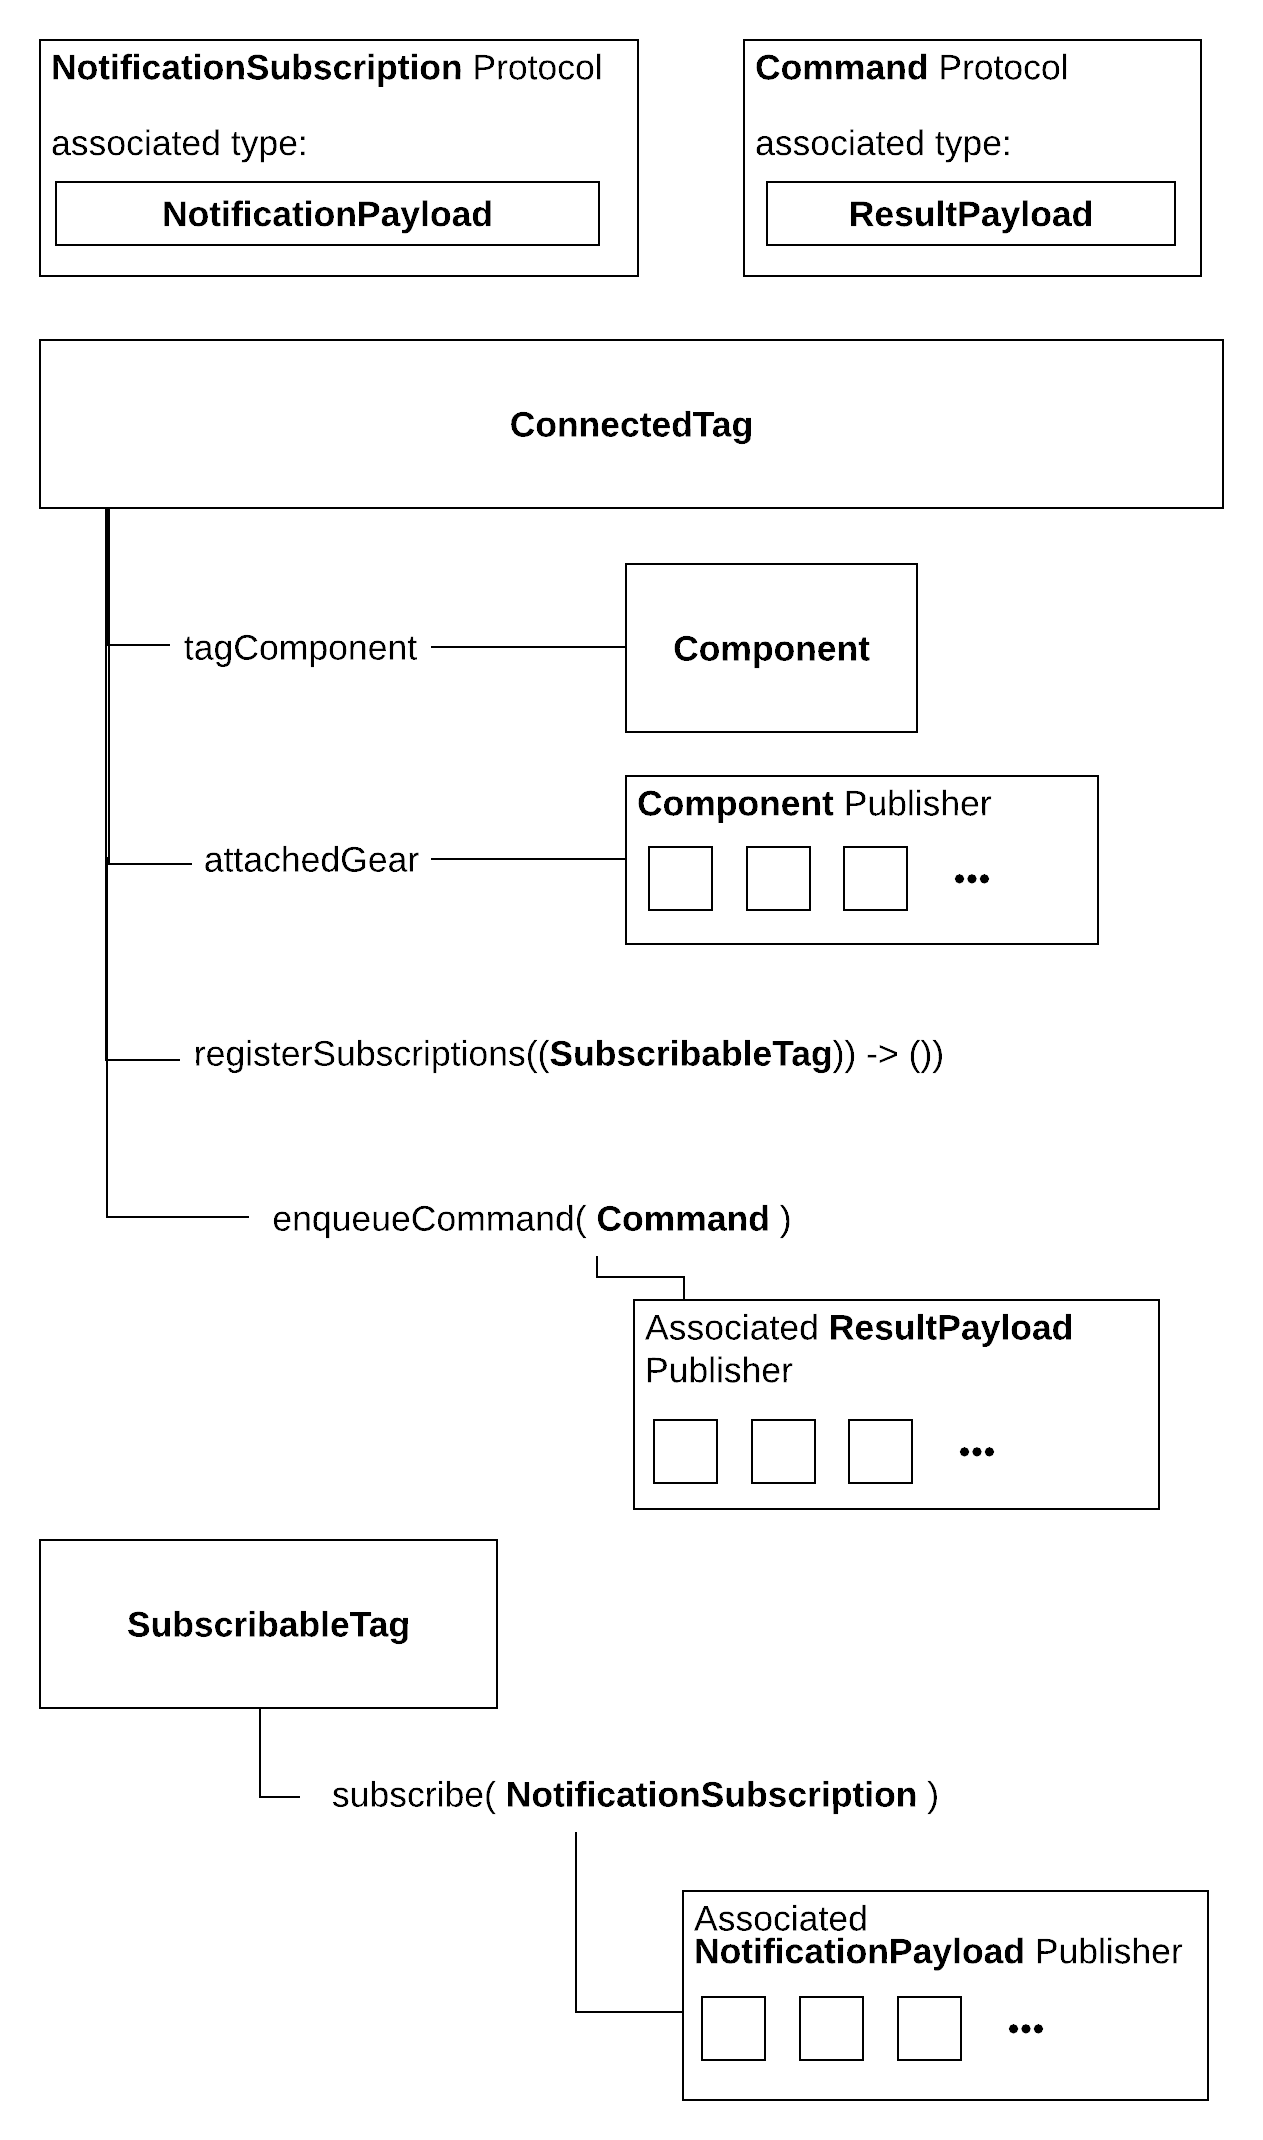 NotificationSubscription Protocol
associated type:
NotificationPayload
Command Protocol
associated type:
ResultPayload
ConnectedTag
tagComponent
Component
attachedGear
Component Publisher
•••
registerSubscriptions((SubscribableTag)) -> ())
enqueueCommand( Command )
Associated ResultPayload
Publisher
•••
SubscribableTag
subscribe( NotificationSubscription )
Associated
NotificationPayload Publisher
•••